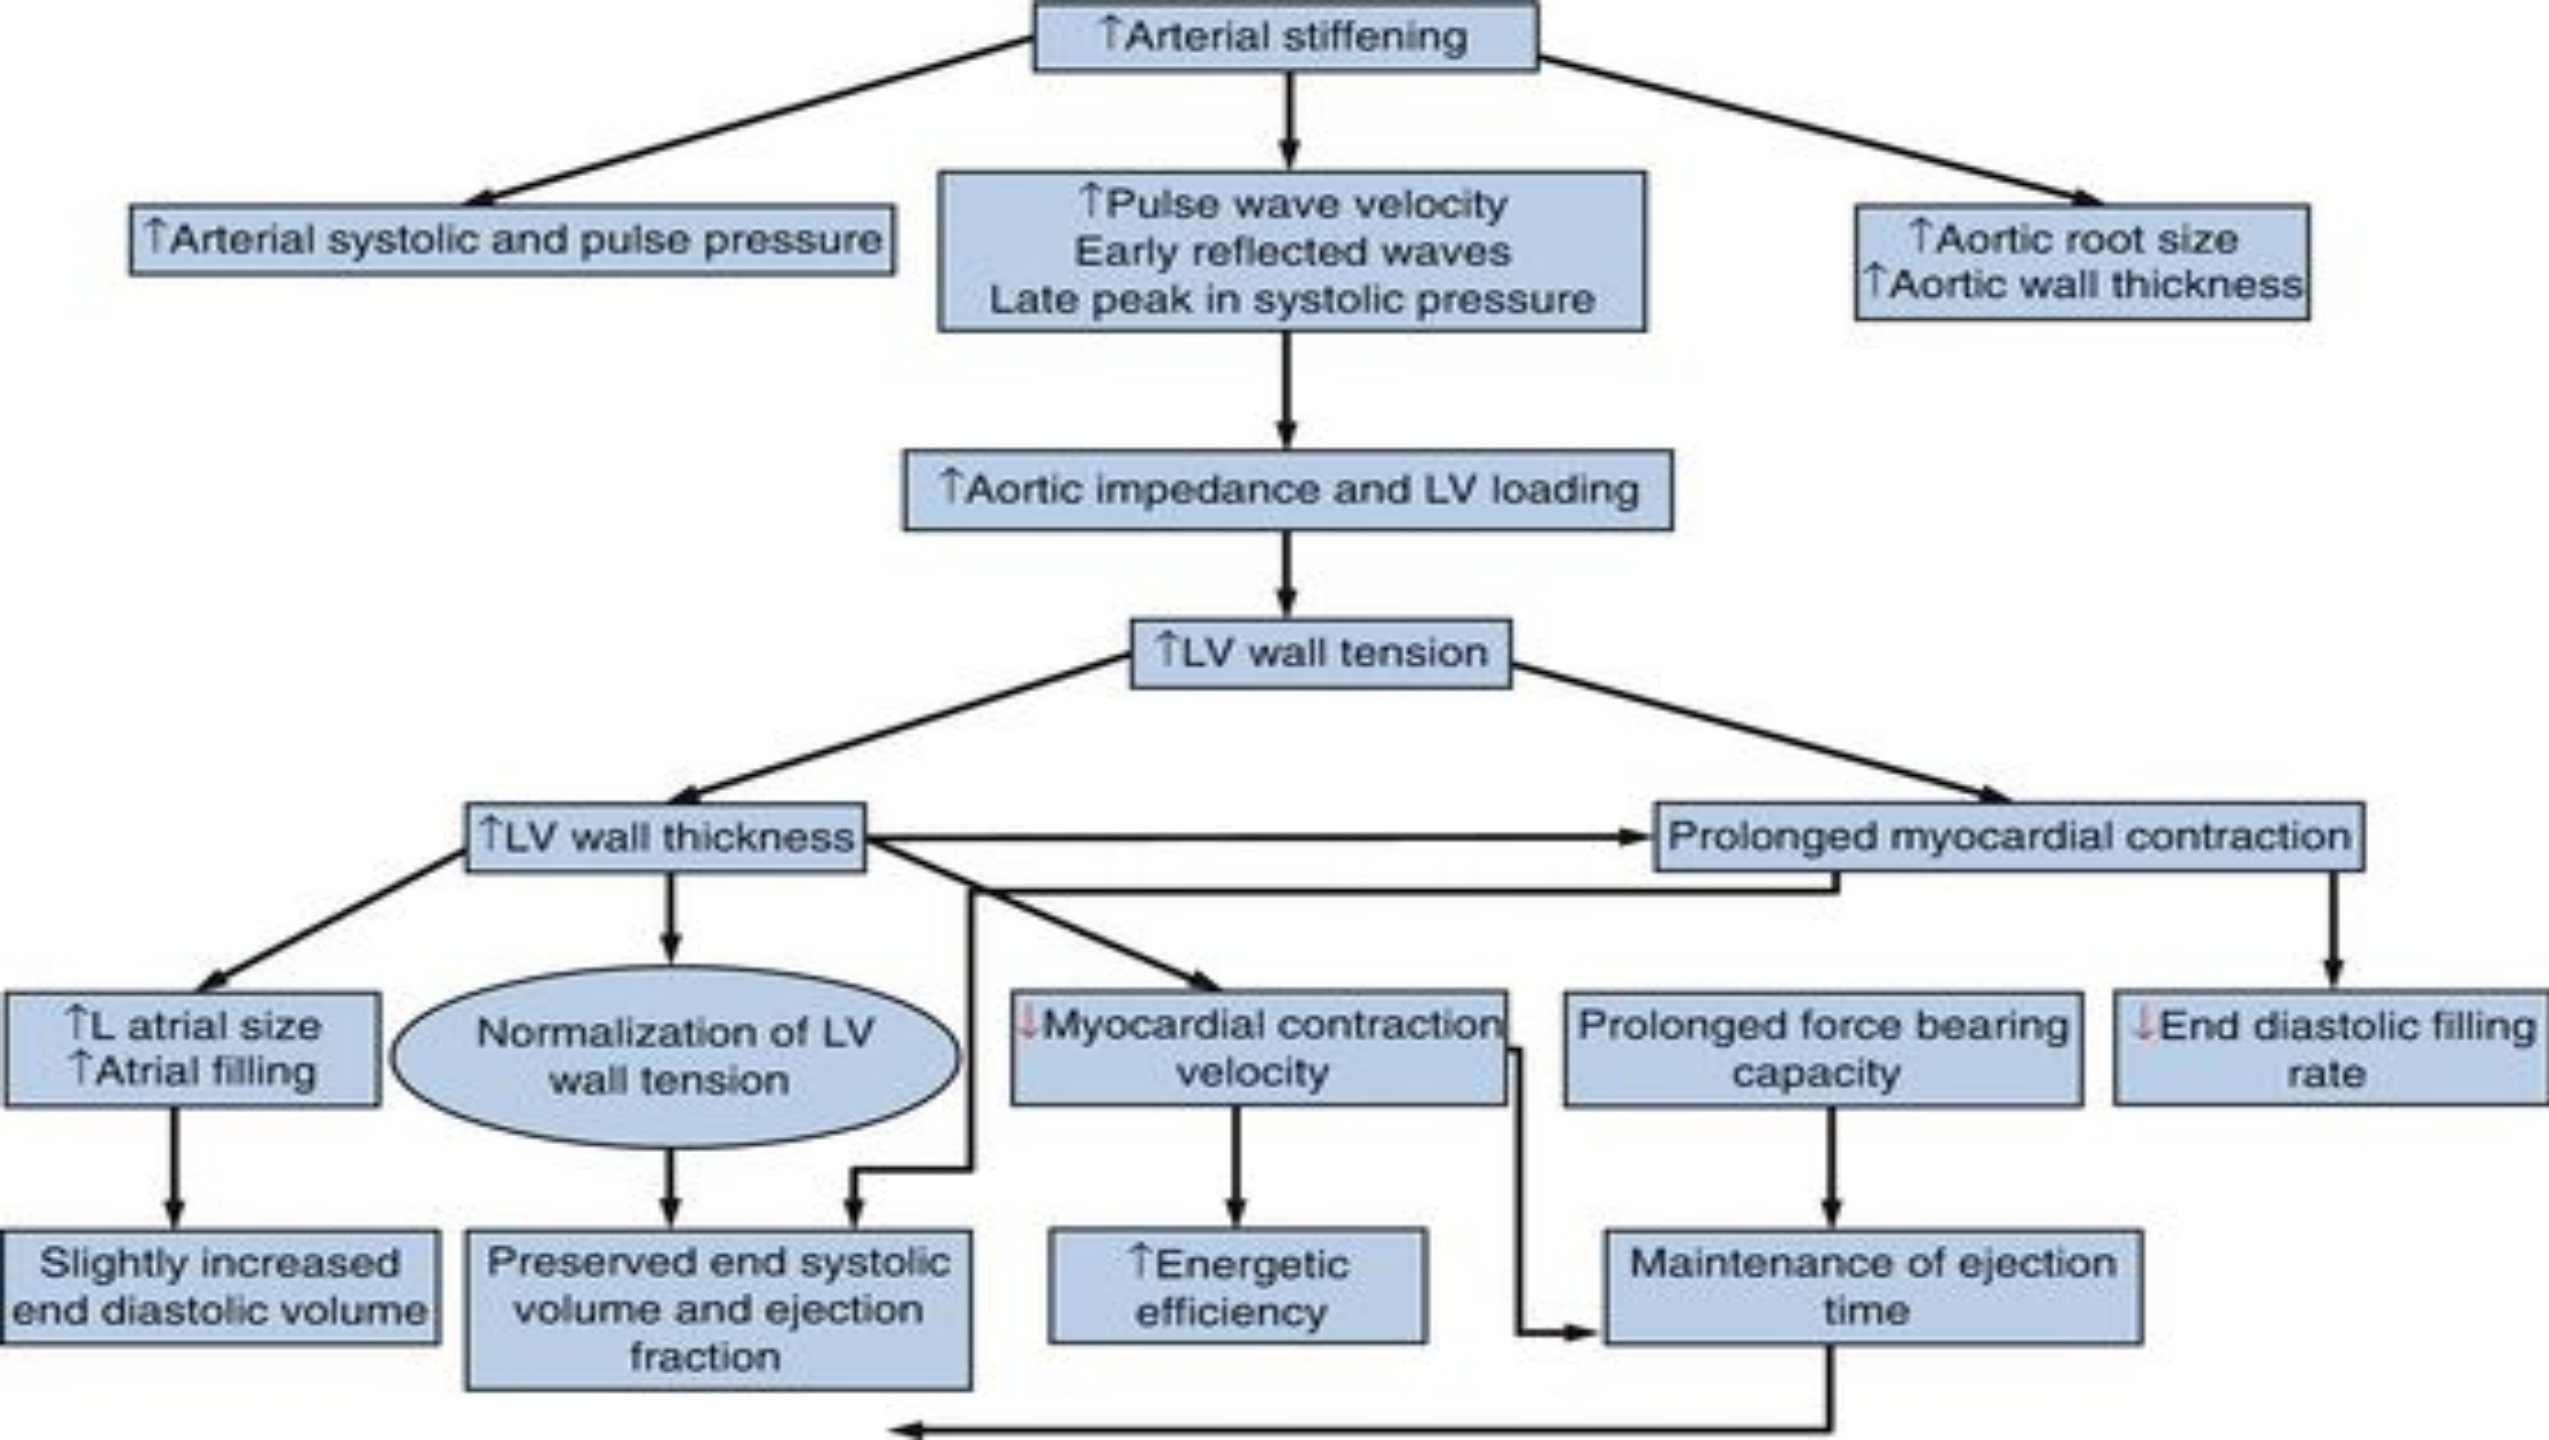 ↑Arterial stiffening
↑Arterial systolic and pulse pressure
↑Pulse wave velocity
Early reflected waves
Late peak in systolic pressure
↑Aortic root size
↑Aortic wall thickness
↑Aortic impedance and LV loading
↑LV wall tension
↑LV wall thickness
Prolonged myocardial contraction
↑L atrial size
↑Atrial filling
Normalization of LV
wall tension
↓Myocardial contraction
velocity
Prolonged force bearing
capacity
↓End diastolic filling
rate
Slightly increased
end diastolic volume
Preserved end systolic
volume and ejection
fraction
↑Energetic
efficiency
Maintenance of ejection
time